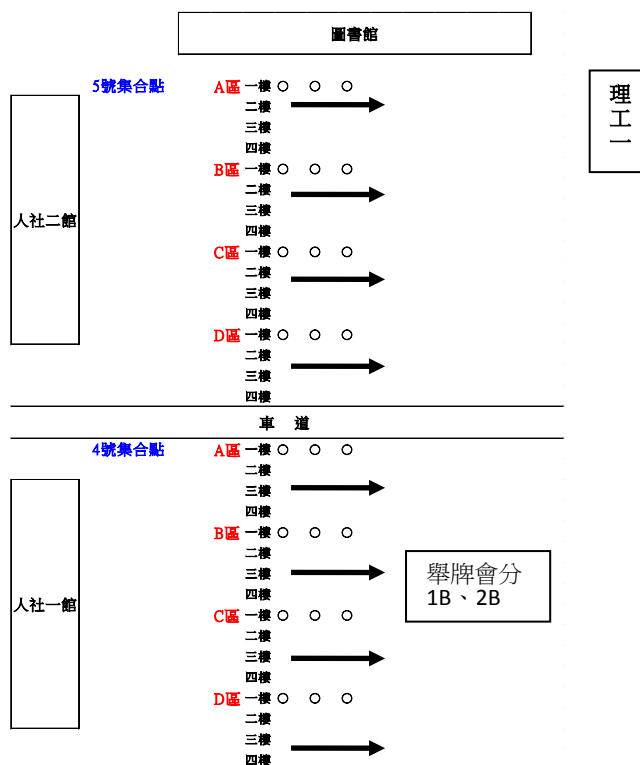 圖書館
5號集合點 A區 一樓 ○ ○ ○
理工一
二樓
三樓
四樓
B區 一樓 ○ ○ ○
二樓
人社二館
三樓
四樓
C區 一樓 ○ ○ ○
二樓
三樓
四樓
D區 一樓 ○ ○ ○
二樓
三樓
四樓
車 道
4號集合點 A區 一樓 ○ ○ ○
二樓
三樓
四樓
B區 一樓 ○ ○ ○
二樓
三樓
四樓
舉牌會分
1B、2B
人社一館
C區 一樓 ○ ○ ○
二樓
三樓
四樓
D區 一樓 ○ ○ ○
二樓
三樓
四樓